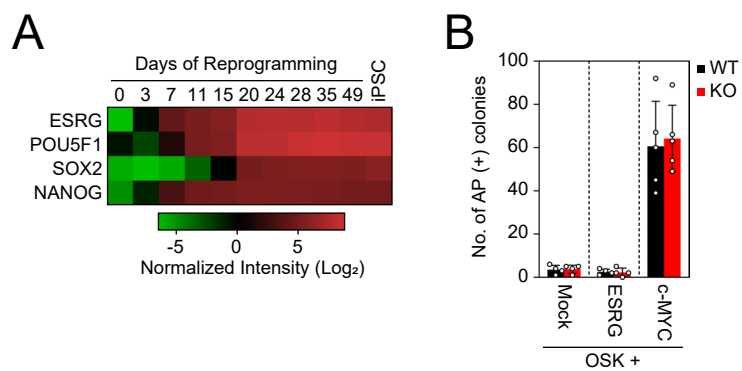 A
Days of Reprogramming
0 3 7 11 15 20 24 28 35 49 iPSC
ESRG
POU5F1
SOX2
NANOG
-5 0 5
Normalized Intensity (Log₂)
B
No. of AP (+) colonies
100
80
60
40
20
0
WT
KO
Mock
ESRG
c-MYC
OSK +